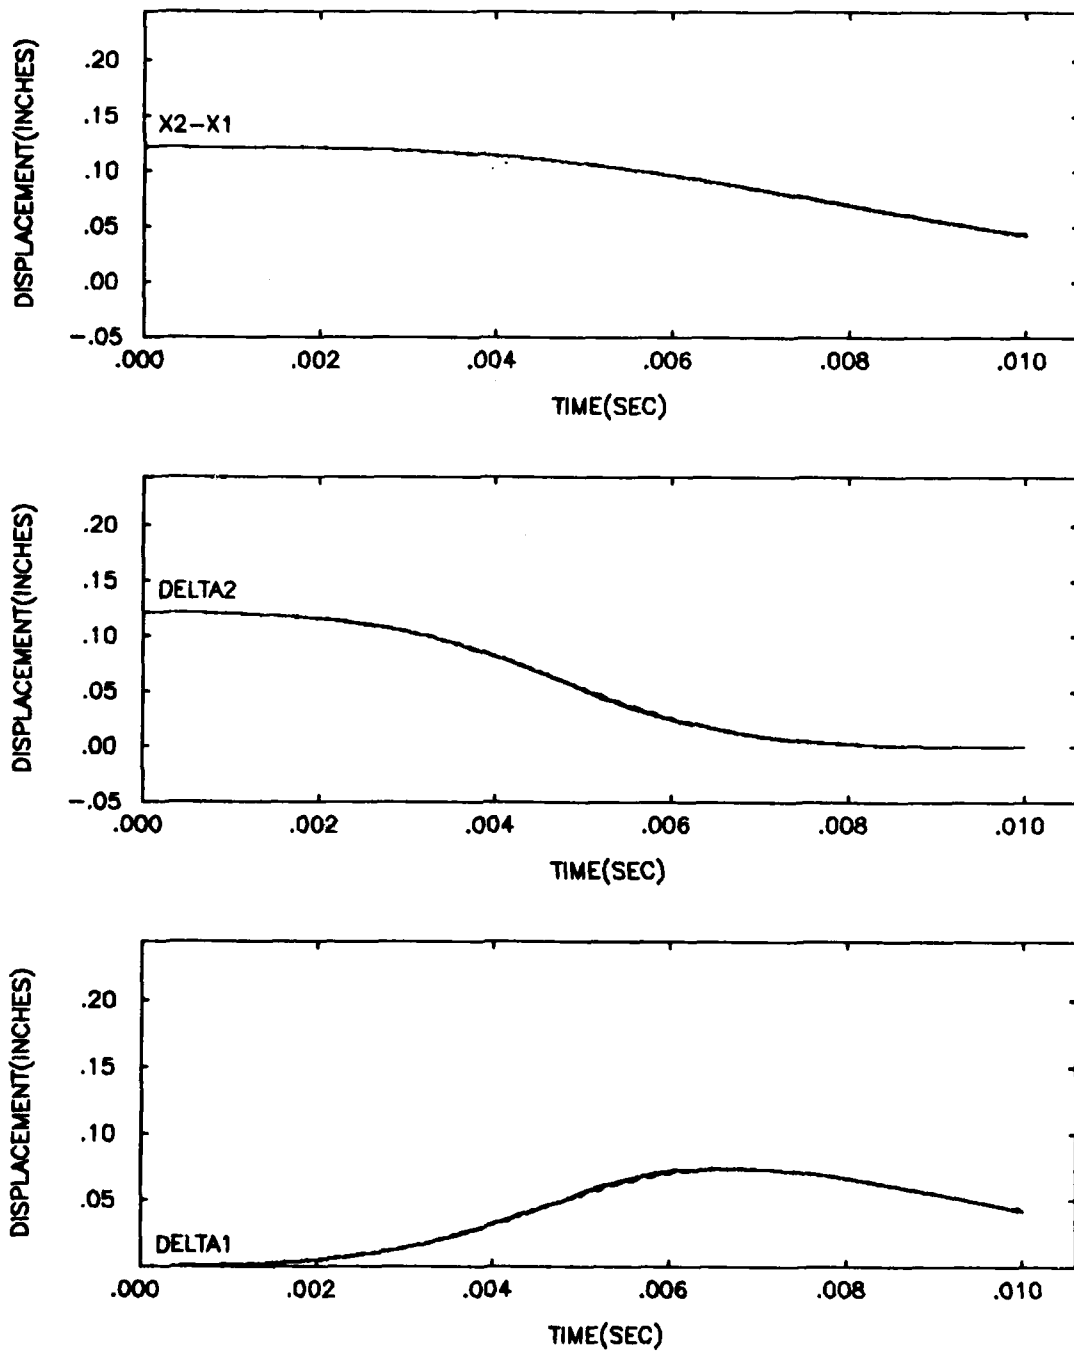 DISPLACEMENT(INCHES)
.20
.15
.10
.05
.00
-.05
X2-X1
.000 .002 .004 .006 .008 .010
TIME(SEC)
DISPLACEMENT(INCHES)
.20
.15
.10
.05
.00
-.05
DELTA2
.000 .002 .004 .006 .008 .010
TIME(SEC)
DISPLACEMENT(INCHES)
.20
.15
.10
.05
DELTA1
.000 .002 .004 .006 .008 .010
TIME(SEC)